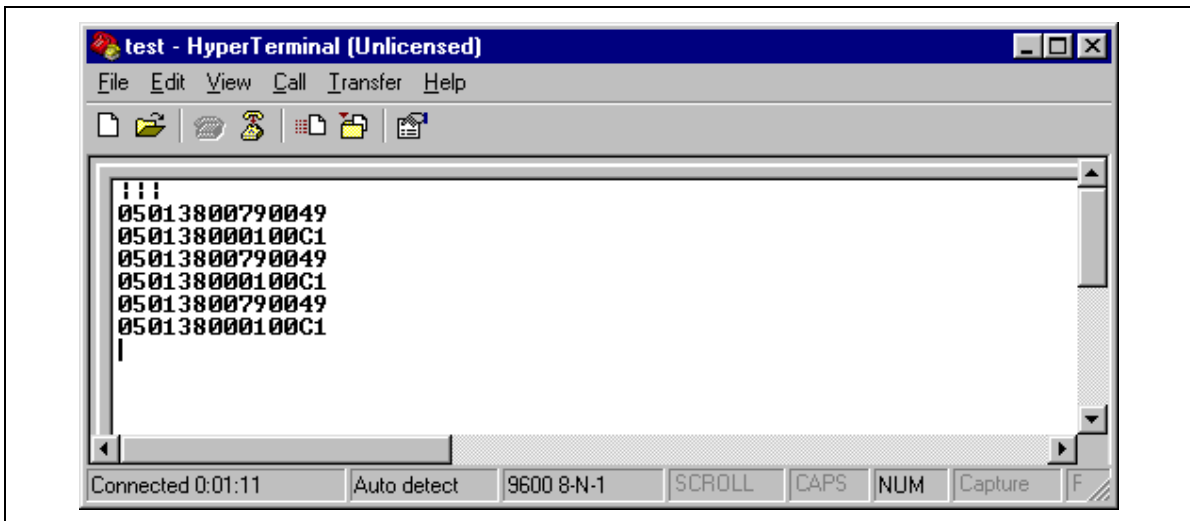 test - HyperTerminal (Unlicensed)
File Edit View Call Transfer Help
¦¦¦
05013800790049
050138000100C1
05013800790049
050138000100C1
05013800790049
050138000100C1
Connected 0:01:11 Auto detect 9600 8-N-1 SCROLL CAPS NUM Capture F